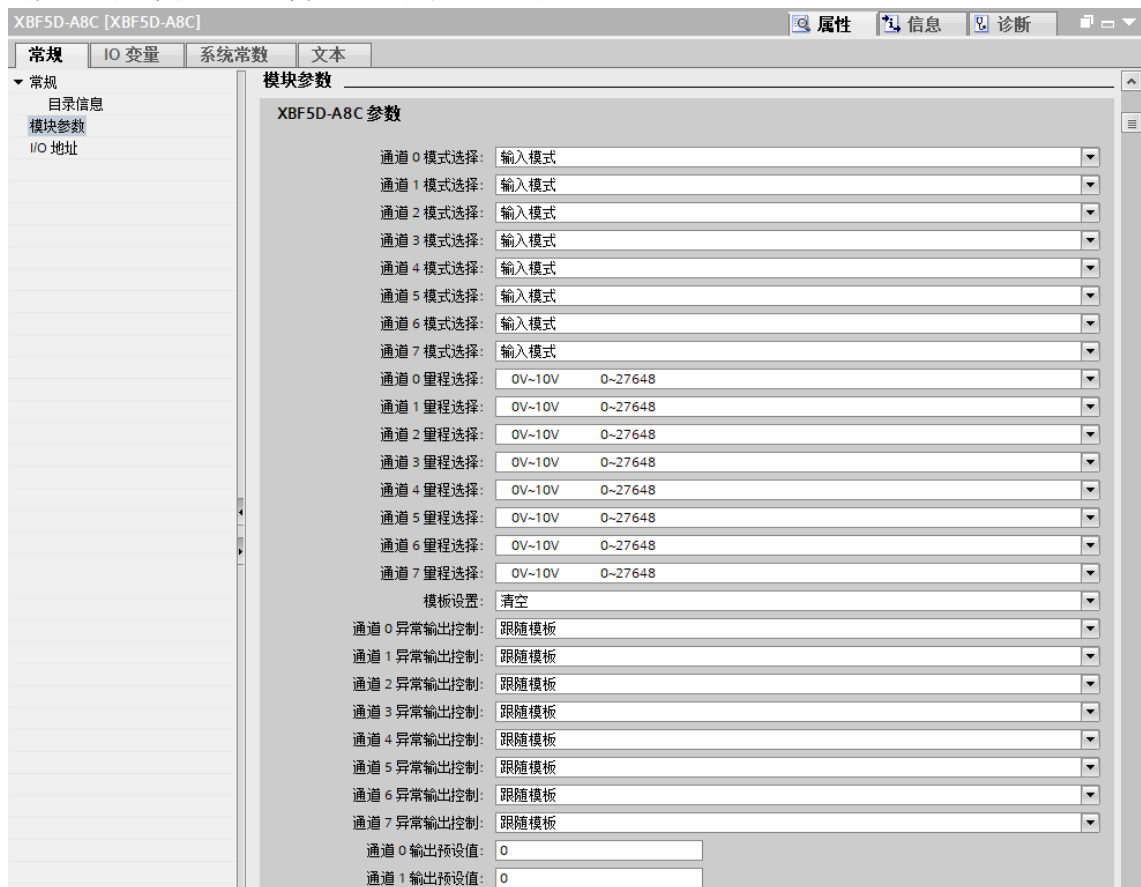 XBF5D-A8C [XBF5D-A8C]
属性
信息
诊断
常规
IO 变量
系统常数
文本
常规
目录信息
模块参数
I/O 地址
模块参数
XBF5D-A8C 参数
通道 0 模式选择: 输入模式
通道 1 模式选择: 输入模式
通道 2 模式选择: 输入模式
通道 3 模式选择: 输入模式
通道 4 模式选择: 输入模式
通道 5 模式选择: 输入模式
通道 6 模式选择: 输入模式
通道 7 模式选择: 输入模式
通道 0 量程选择: 0V~10V 0~27648
通道 1 量程选择: 0V~10V 0~27648
通道 2 量程选择: 0V~10V 0~27648
通道 3 量程选择: 0V~10V 0~27648
通道 4 量程选择: 0V~10V 0~27648
通道 5 量程选择: 0V~10V 0~27648
通道 6 量程选择: 0V~10V 0~27648
通道 7 量程选择: 0V~10V 0~27648
模板设置: 清空
通道 0 异常输出控制: 跟随模板
通道 1 异常输出控制: 跟随模板
通道 2 异常输出控制: 跟随模板
通道 3 异常输出控制: 跟随模板
通道 4 异常输出控制: 跟随模板
通道 5 异常输出控制: 跟随模板
通道 6 异常输出控制: 跟随模板
通道 7 异常输出控制: 跟随模板
通道 0 输出预设值: 0
通道 1 输出预设值: 0